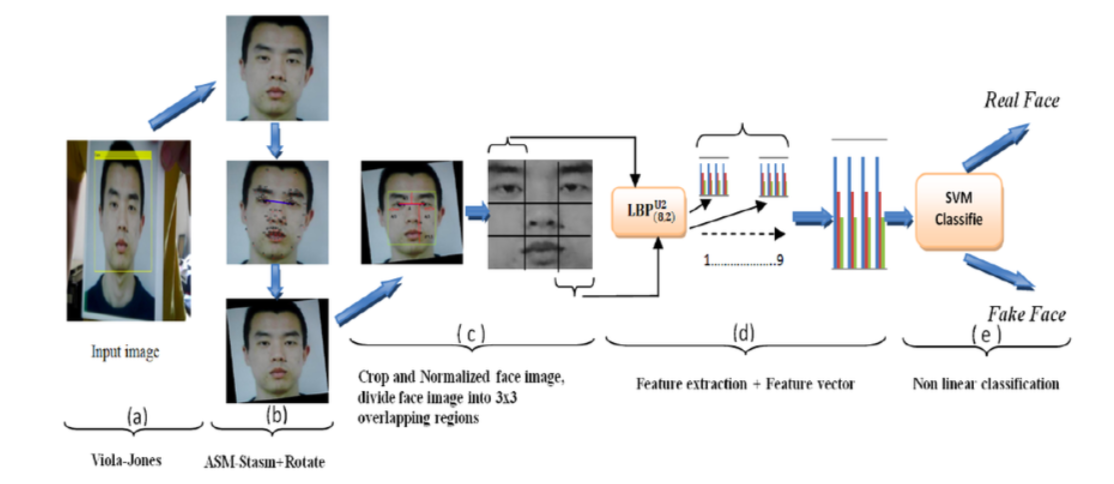 Real Face
LBP U2 (8,2)
SVM
Classifie
1....................9
Input image
Fake Face
(a)
(b)
( c )
(d)
( e )
Crop and Normalized face image,
divide face image into 3x3
overlapping regions
Feature extraction + Feature vector
Non linear classification
Viola-Jones
ASM-Stasm+Rotate